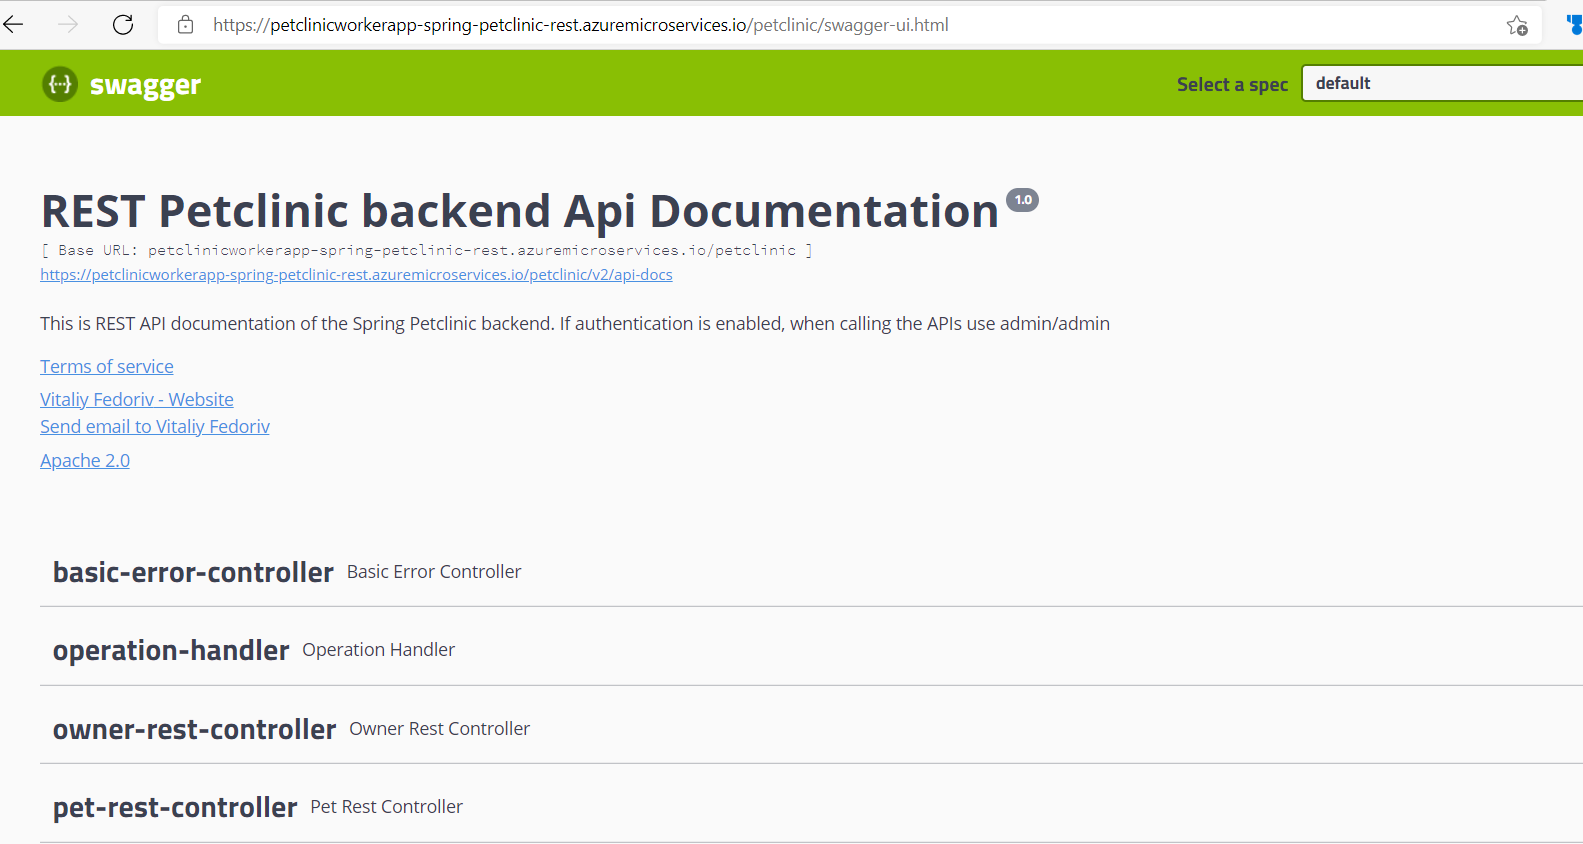 https://petclinicworkerapp-spring-petclinic-rest.azuremicroservices.io/petclinic/swagger-ui.html
{···} swagger
Select a spec default
REST Petclinic backend Api Documentation 1.0
[ Base URL: petclinicworkerapp-spring-petclinic-rest.azuremicroservices.io/petclinic ]
https://petclinicworkerapp-spring-petclinic-rest.azuremicroservices.io/petclinic/v2/api-docs
This is REST API documentation of the Spring Petclinic backend. If authentication is enabled, when calling the APIs use admin/admin
Terms of service
Vitaliy Fedoriv - Website
Send email to Vitaliy Fedoriv
Apache 2.0
basic-error-controller Basic Error Controller
operation-handler Operation Handler
owner-rest-controller Owner Rest Controller
pet-rest-controller Pet Rest Controller